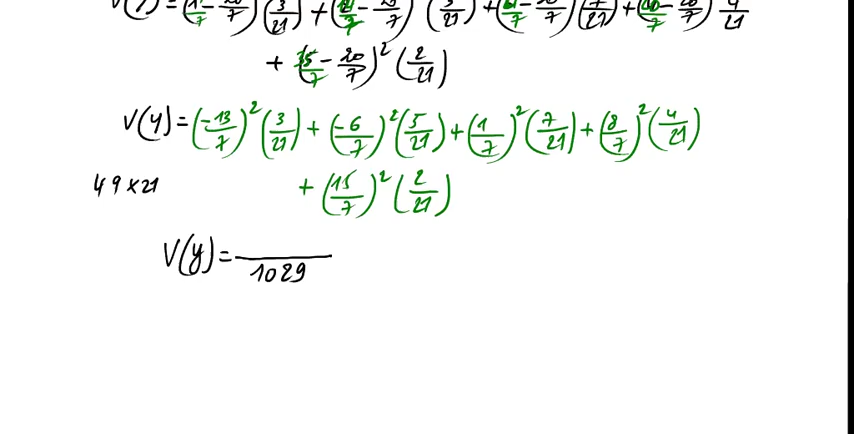 + (15/7 - 20/7)² (2/21)
V(y) = (-13/7)² (3/21) + (-6/7)² (5/21) + (1/7)² (7/21) + (8/7)² (4/21)
49×21 + (15/7)² (2/21)
V(y) = /1029